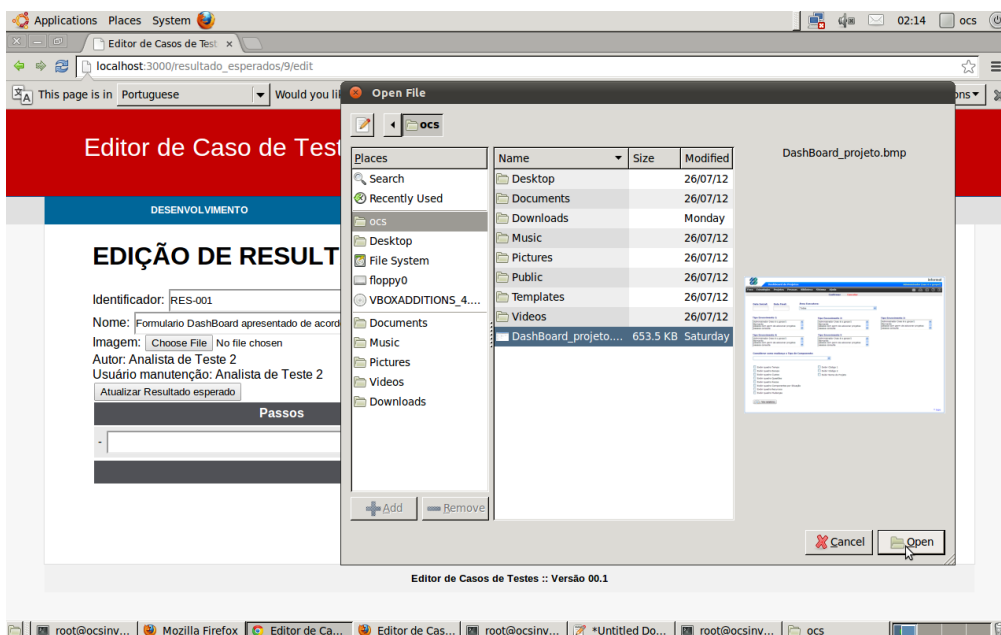 Applications Places System 02:14 ocs
Editor de Casos de Test
localhost:3000/resultado_esperados/9/edit
This page is in Portuguese Would you li ons
Open File
ocs
Editor de Caso de Test
Places
Search
Recently Used
ocs
Desktop
File System
floppy0
VBOXADDITIONS_4....
Documents
Music
Pictures
Videos
Downloads
Add Remove
Name Size Modified
Desktop 26/07/12
Documents 26/07/12
Downloads Monday
Music 26/07/12
Pictures 26/07/12
Public 26/07/12
Templates 26/07/12
Videos 26/07/12
DashBoard_projeto.... 653.5 KB Saturday
DashBoard_projeto.bmp
Cancel Open
DESENVOLVIMENTO
EDIÇÃO DE RESULT
Identificador: RES-001
Nome: Formulario DashBoard apresentado de acord
Imagem: Choose File No file chosen
Autor: Analista de Teste 2
Usuário manutenção: Analista de Teste 2
Atualizar Resultado esperado
Passos
-
Editor de Casos de Testes :: Versão 00.1
root@ocsinv... Mozilla Firefox Editor de Ca... Editor de Cas... root@ocsinv... *Untitled Do... root@ocsinv... ocs